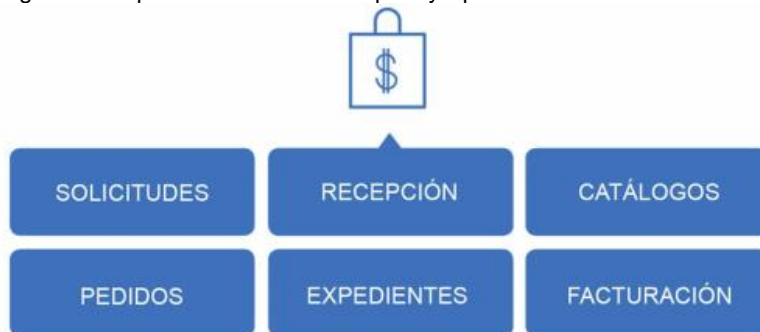 $
SOLICITUDES RECEPCIÓN CATÁLOGOS
PEDIDOS EXPEDIENTES FACTURACIÓN